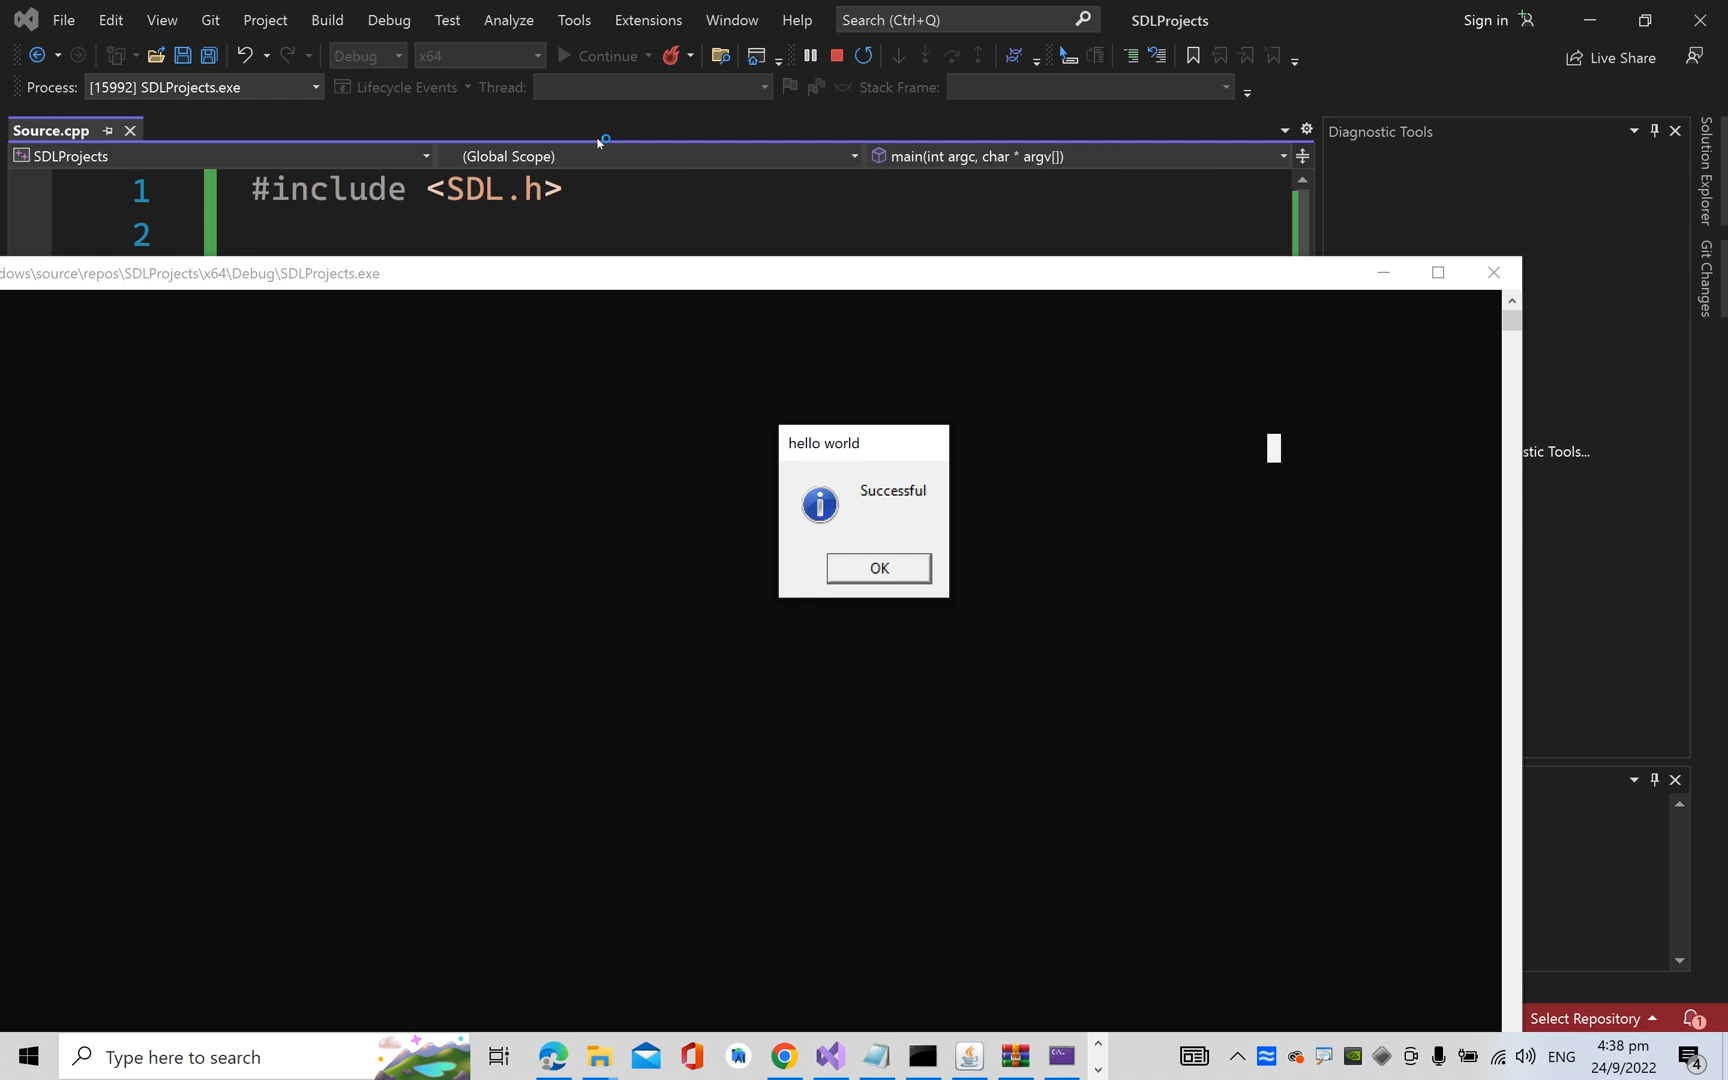 File Edit View Git Project Build Debug Test Analyze Tools Extensions Window Help Search (Ctrl+Q) SDLProjects Sign in
Debug x64 Continue Live Share
Process: [15992] SDLProjects.exe Lifecycle Events Thread: Stack Frame:
Source.cpp Diagnostic Tools
SDLProjects (Global Scope) main(int argc, char * argv[])
1 #include <SDL.h>
2
Solution Explorer
Git Changes
dows\source\repos\SDLProjects\x64\Debug\SDLProjects.exe
hello world
Successful
OK
stic Tools...
Select Repository 1
Type here to search
ENG
4:38 pm
24/9/2022
4